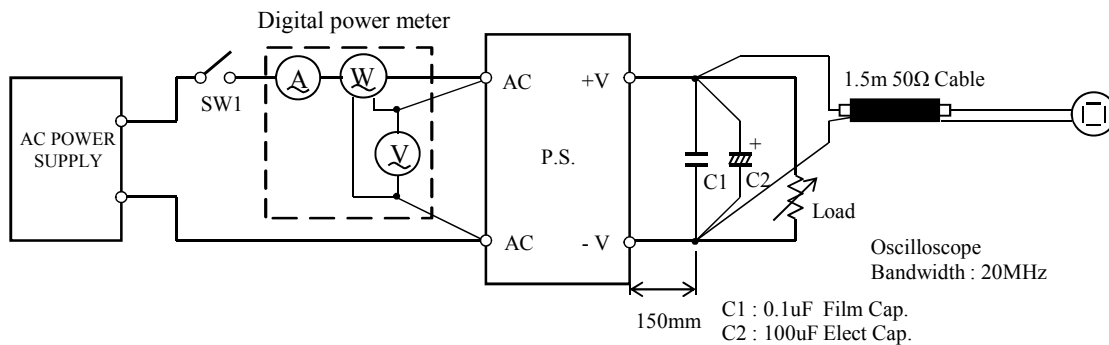 Digital power meter
AC POWER
SUPPLY
SW1
A
W
V
AC
AC
P.S.
+V
- V
C1
+
C2
Load
1.5m 50Ω Cable
Oscilloscope
Bandwidth : 20MHz
150mm
C1 : 0.1uF Film Cap.
C2 : 100uF Elect Cap.